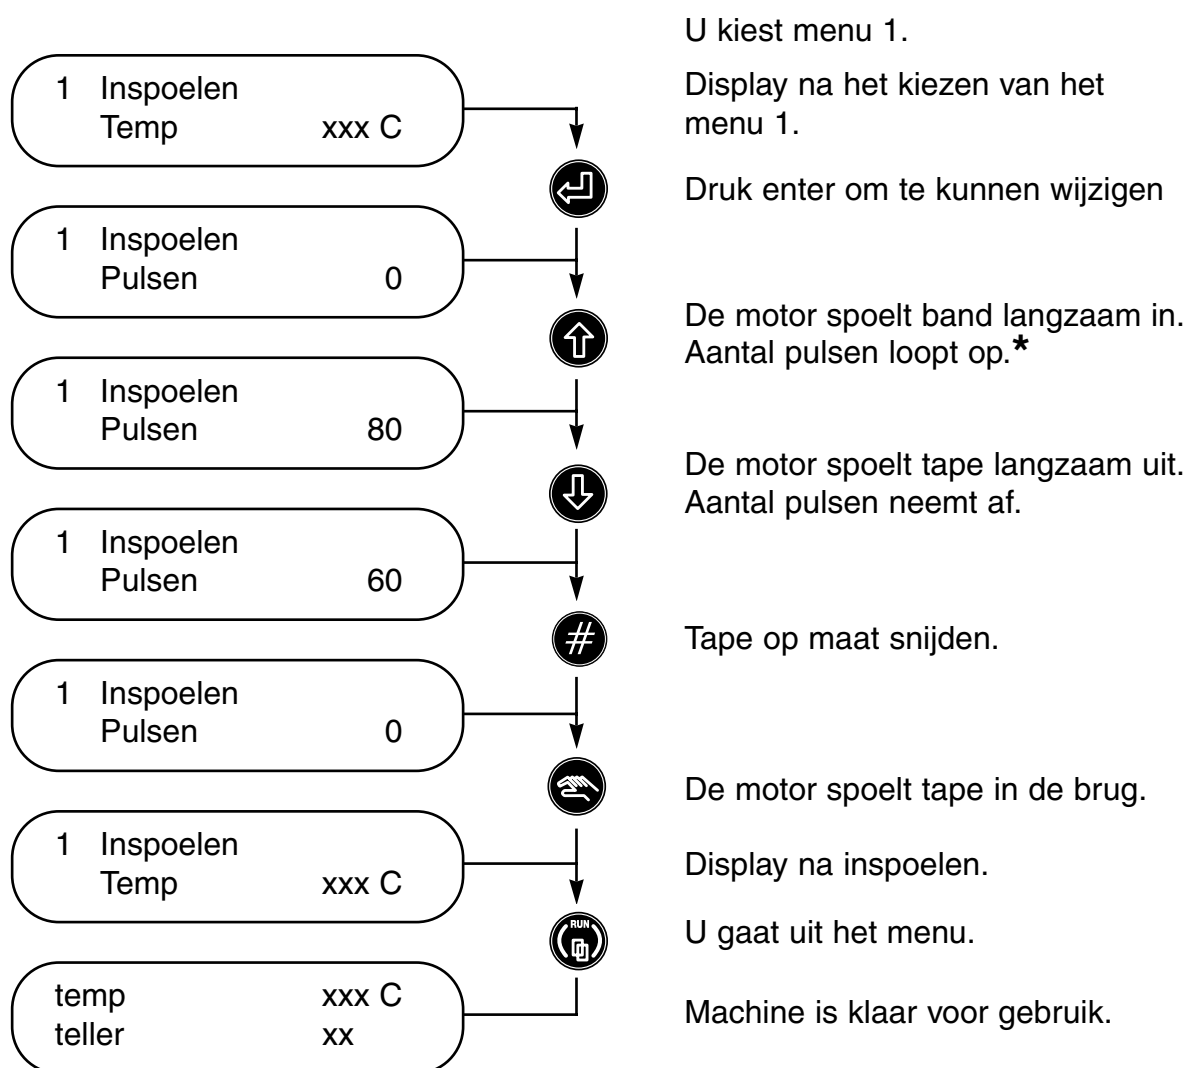 U kiest menu 1.
1 Inspoelen
Temp xxx C
Display na het kiezen van het
menu 1.
Druk enter om te kunnen wijzigen
1 Inspoelen
Pulsen 0
De motor spoelt band langzaam in.
Aantal pulsen loopt op.*
1 Inspoelen
Pulsen 80
De motor spoelt tape langzaam uit.
Aantal pulsen neemt af.
1 Inspoelen
Pulsen 60
#
Tape op maat snijden.
1 Inspoelen
Pulsen 0
De motor spoelt tape in de brug.
1 Inspoelen
Temp xxx C
Display na inspoelen.
RUN
U gaat uit het menu.
temp xxx C
teller xx
Machine is klaar voor gebruik.